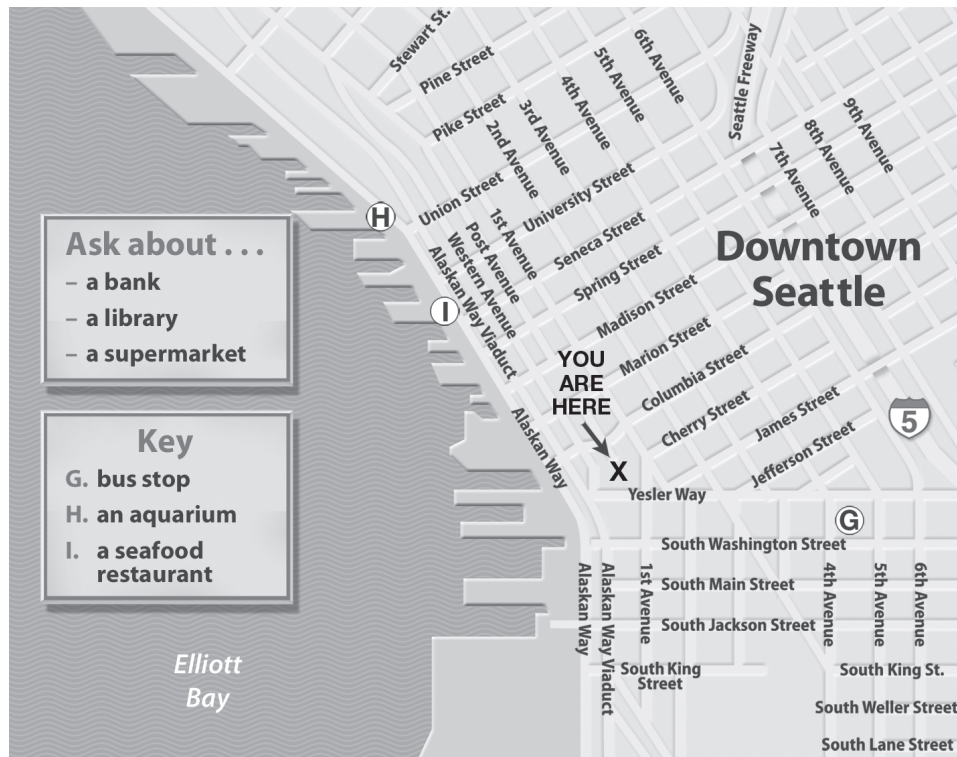 Stewart St.
Pine Street
Pike Street
Union Street
University Street
Seneca Street
Spring Street
Madison Street
Marion Street
Columbia Street
Cherry Street
James Street
Jefferson Street
6th Avenue
5th Avenue
4th Avenue
3rd Avenue
2nd Avenue
1st Avenue
Post Avenue
Western Avenue
Alaskan Way Viaduct
Seattle Freeway
9th Avenue
8th Avenue
7th Avenue
Downtown
Seattle
H
I
Ask about . . .
– a bank
– a library
– a supermarket
YOU
ARE
HERE
X
5
Alaskan Way
Key
G. bus stop
H. an aquarium
I. a seafood
restaurant
Yesler Way
G
South Washington Street
South Main Street
South Jackson Street
Alaskan Way
Alaskan Way Viaduct
1st Avenue
4th Avenue
5th Avenue
6th Avenue
South King
Street
South King St.
South Weller Street
South Lane Street
Elliott
Bay